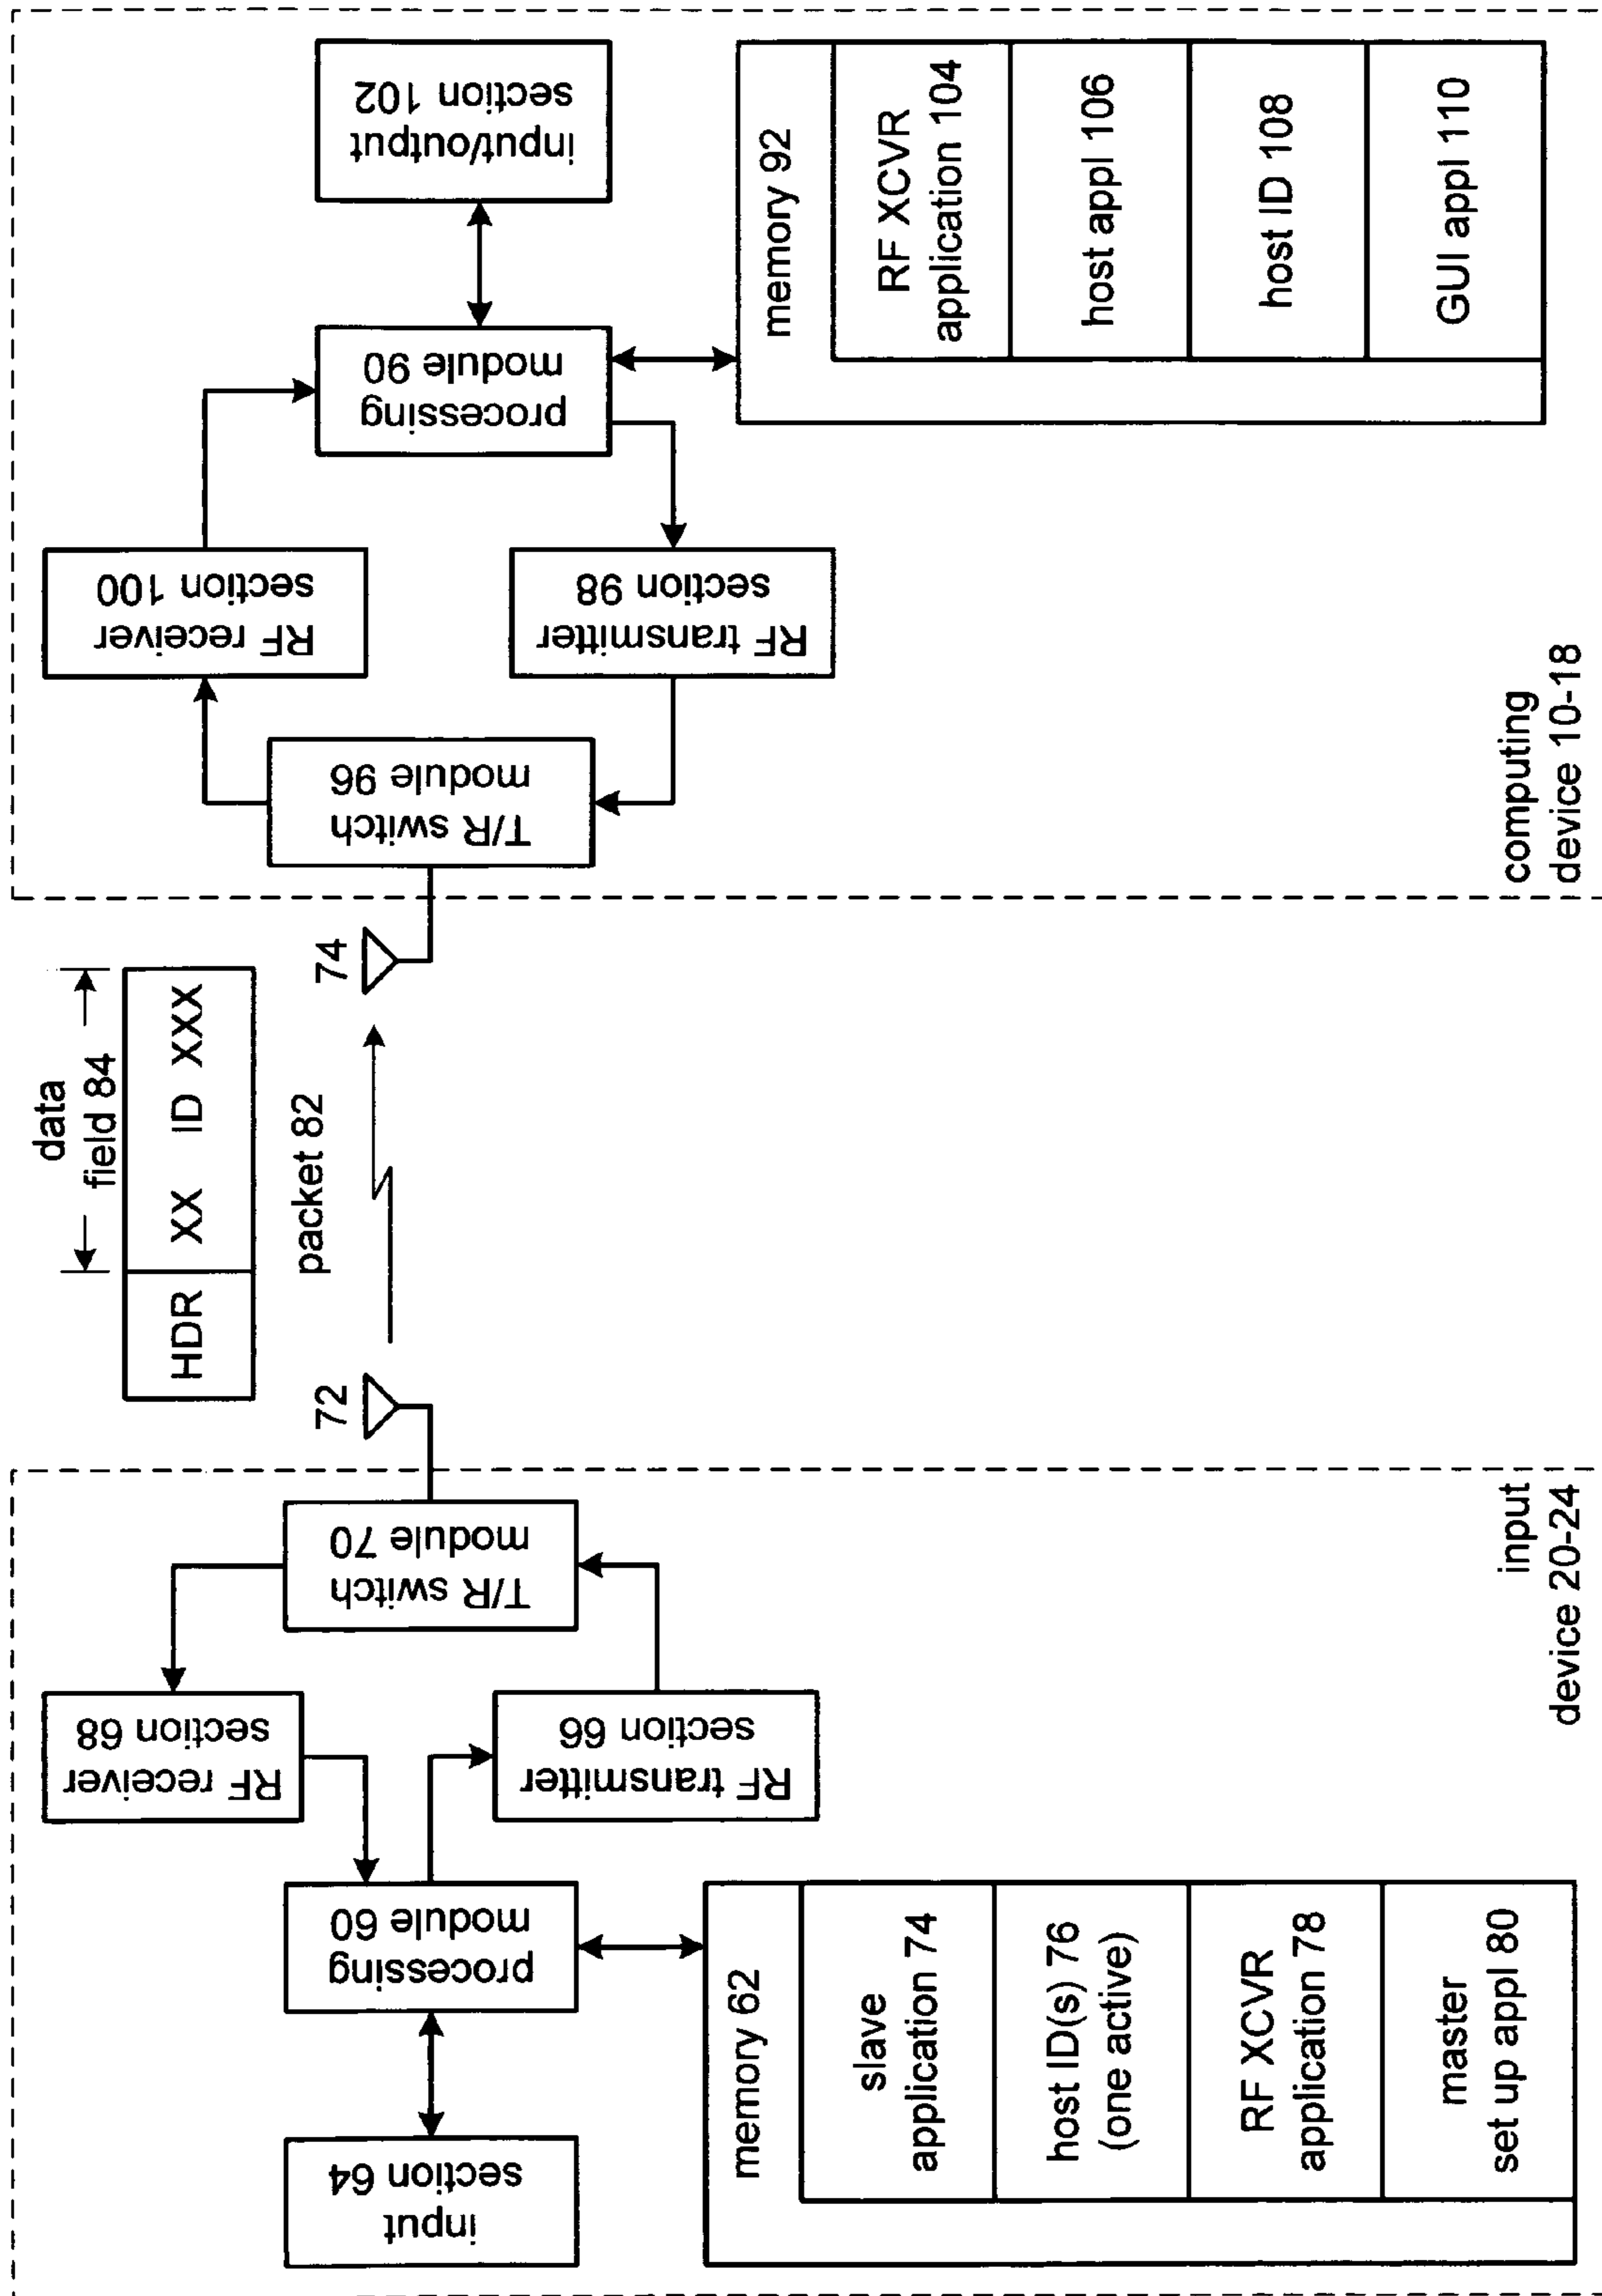 data
field 84
HDR XX ID XXX
packet 82
72
74
input
section 64
processing
module 60
RF receiver
section 68
RF transmitter
section 66
T/R switch
module 70
memory 62
slave
application 74
host ID(s) 76
(one active)
RF XCVR
application 78
master
set up appl 80
input
device 20-24
T/R switch
module 96
RF receiver
section 100
RF transmitter
section 98
processing
module 90
input/output
section 102
memory 92
RF XCVR
application 104
host appl 106
host ID 108
GUI appl 110
computing
device 10-18